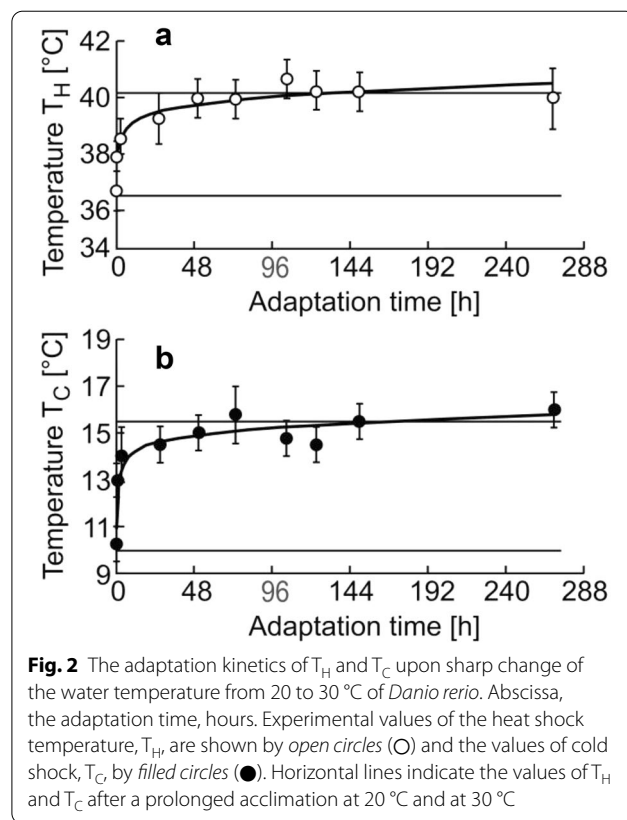 a
42
40
38
36
34
Temperature T_H [°C]
0 48 96 144 192 240 288
Adaptation time [h]
b
19
17
15
13
11
9
Temperature T_C [°C]
0 48 96 144 192 240 288
Adaptation time [h]
Fig. 2 The adaptation kinetics of T_H and T_C upon sharp change of
the water temperature from 20 to 30 °C of Danio rerio. Abscissa,
the adaptation time, hours. Experimental values of the heat shock
temperature, T_H, are shown by open circles (○) and the values of cold
shock, T_C, by filled circles (●). Horizontal lines indicate the values of T_H
and T_C after a prolonged acclimation at 20 °C and at 30 °C